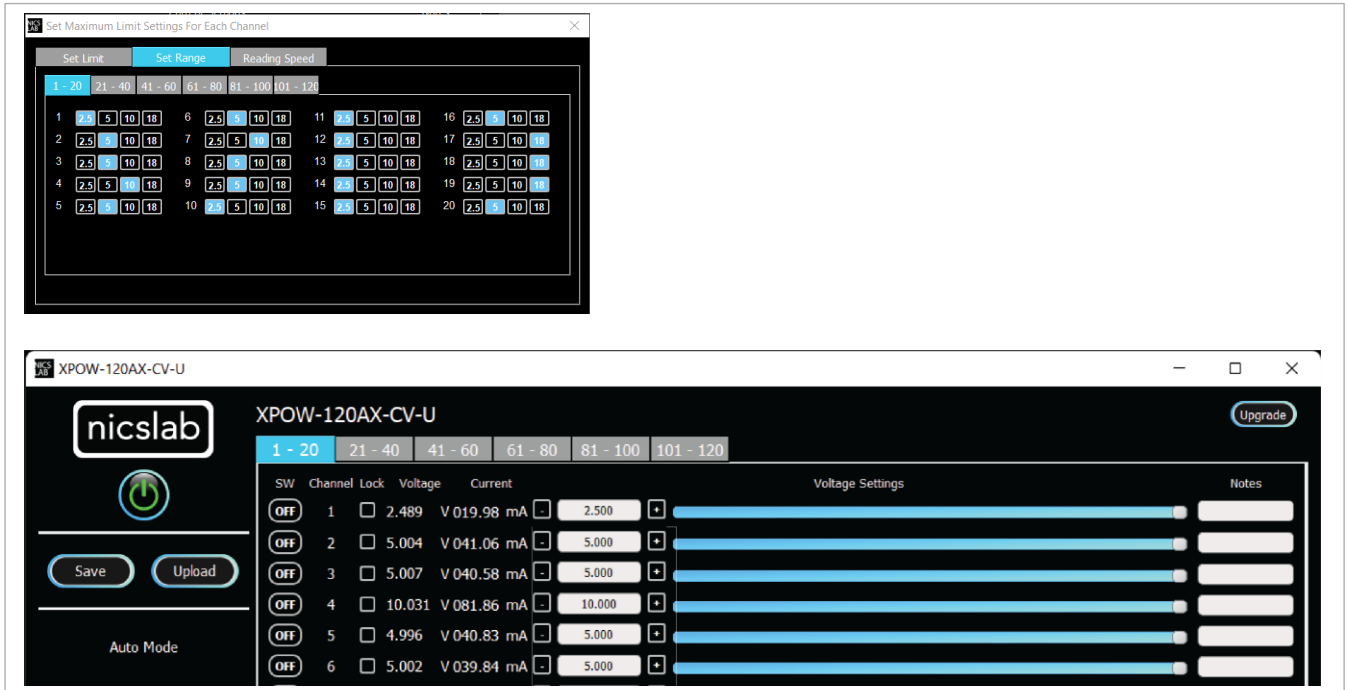 NICS LAB Set Maximum Limit Settings For Each Channel
Set Limit Set Range Reading Speed
1 - 20 21 - 40 41 - 60 61 - 80 81 - 100 101 - 120
1 2.5 5 10 18 6 2.5 5 10 18 11 2.5 5 10 18 16 2.5 5 10 18
2 2.5 5 10 18 7 2.5 5 10 18 12 2.5 5 10 18 17 2.5 5 10 18
3 2.5 5 10 18 8 2.5 5 10 18 13 2.5 5 10 18 18 2.5 5 10 18
4 2.5 5 10 18 9 2.5 5 10 18 14 2.5 5 10 18 19 2.5 5 10 18
5 2.5 5 10 18 10 2.5 5 10 18 15 2.5 5 10 18 20 2.5 5 10 18
NICS LAB XPOW-120AX-CV-U
nicslab
XPOW-120AX-CV-U Upgrade
1 - 20 21 - 40 41 - 60 61 - 80 81 - 100 101 - 120
SW Channel Lock Voltage Current Voltage Settings Notes
OFF 1 2.489 V 019.98 mA - 2.500 +
OFF 2 5.004 V 041.06 mA - 5.000 +
Save Upload
OFF 3 5.007 V 040.58 mA - 5.000 +
OFF 4 10.031 V 081.86 mA - 10.000 +
Auto Mode
OFF 5 4.996 V 040.83 mA - 5.000 +
OFF 6 5.002 V 039.84 mA - 5.000 +